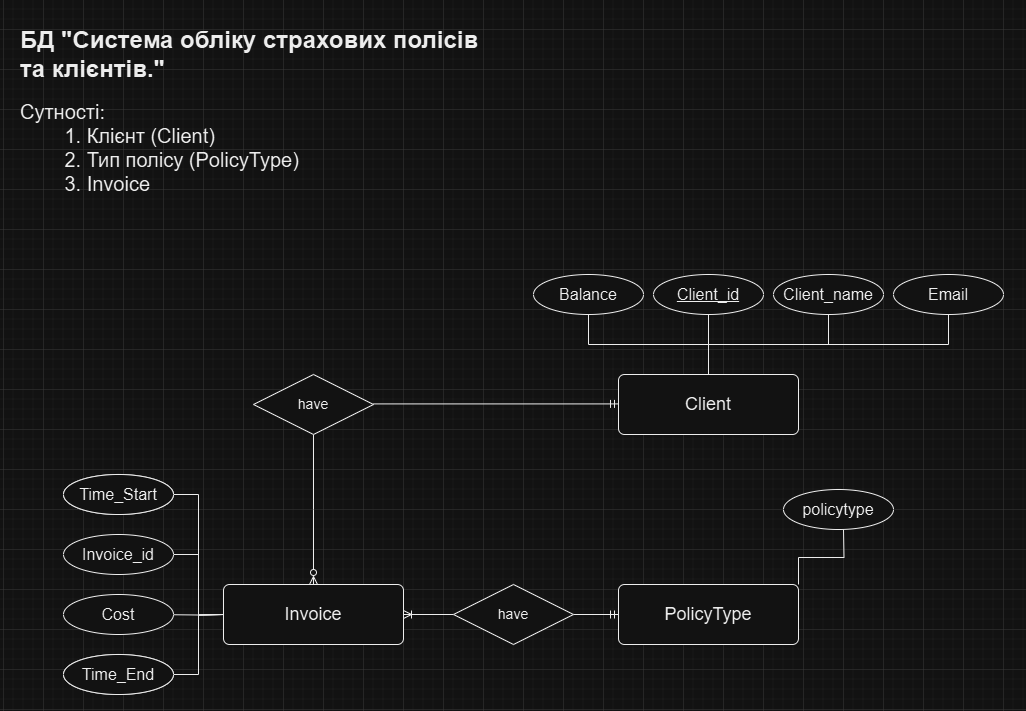 БД "Система обліку страхових полісів
та клієнтів."
Сутності:
1. Клієнт (Client)
2. Тип полісу (PolicyType)
3. Invoice
Balance
Client_id
Client_name
Email
have
Client
Time_Start
policytype
Invoice_id
Cost
Invoice
have
PolicyType
Time_End